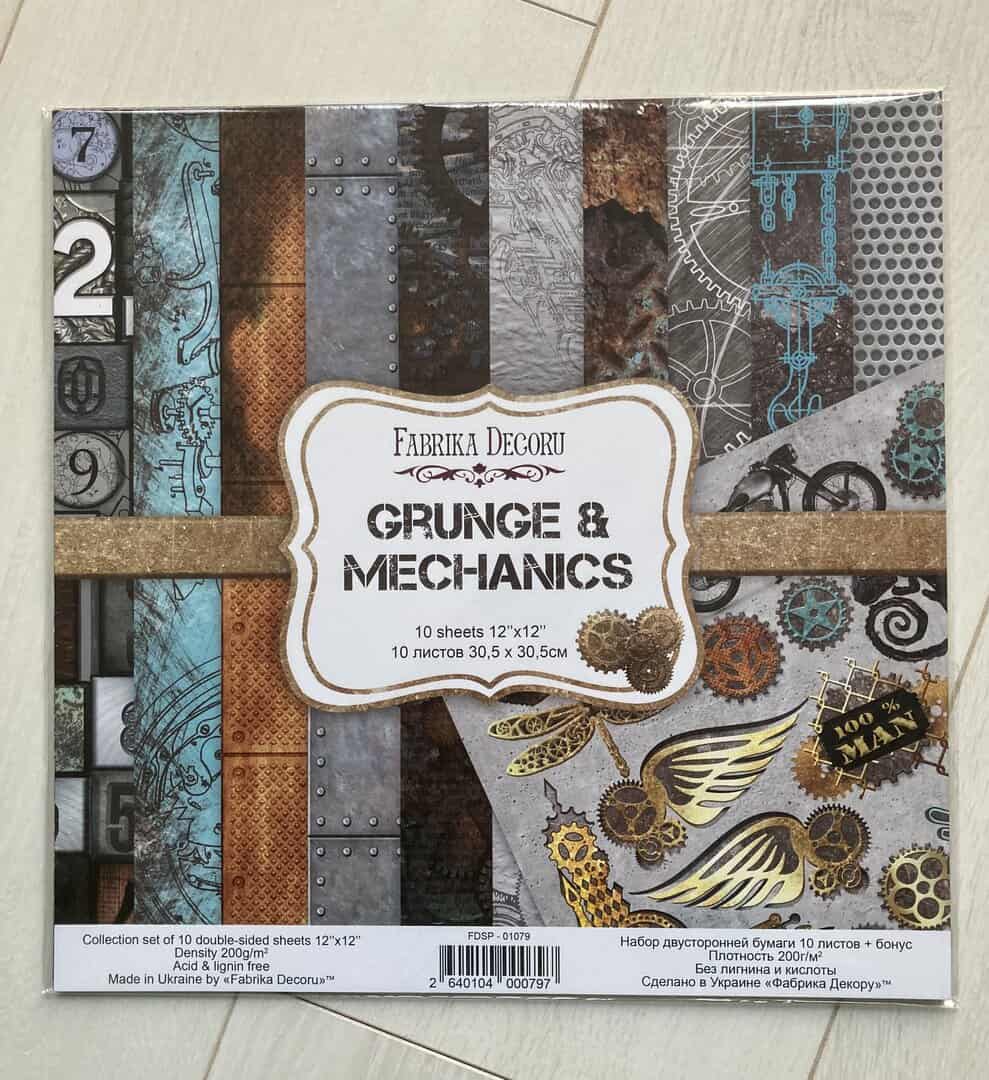 7
2
0
9
5
FABRIKA DECORU
GRUNGE &
MECHANICS
10 sheets 12"x12"
10 листов 30,5 x 30,5см
100 %
MAN
Collection set of 10 double-sided sheets 12"x12"
Density 200g/m²
Acid & lignin free
Made in Ukraine by «Fabrika Decoru»™
FDSP - 01079
2 640104 000797
Набор двусторонней бумаги 10 листов + бонус
Плотность 200г/м²
Без лигнина и кислоты
Сделано в Украине «Фабрика Декору»™